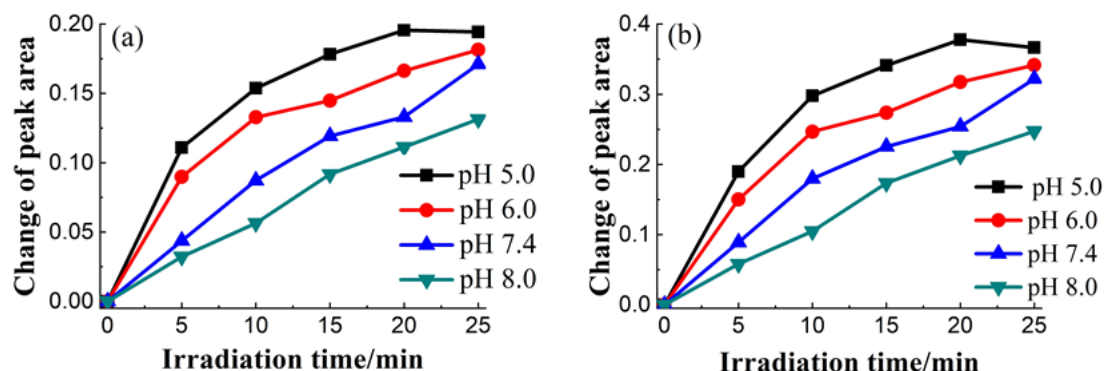 (a)
Change of peak area
0.20
0.15
0.10
0.05
0.00
pH 5.0
pH 6.0
pH 7.4
pH 8.0
0 5 10 15 20 25
Irradiation time/min
(b)
Change of peak area
0.4
0.3
0.2
0.1
0.0
pH 5.0
pH 6.0
pH 7.4
pH 8.0
0 5 10 15 20 25
Irradiation time/min